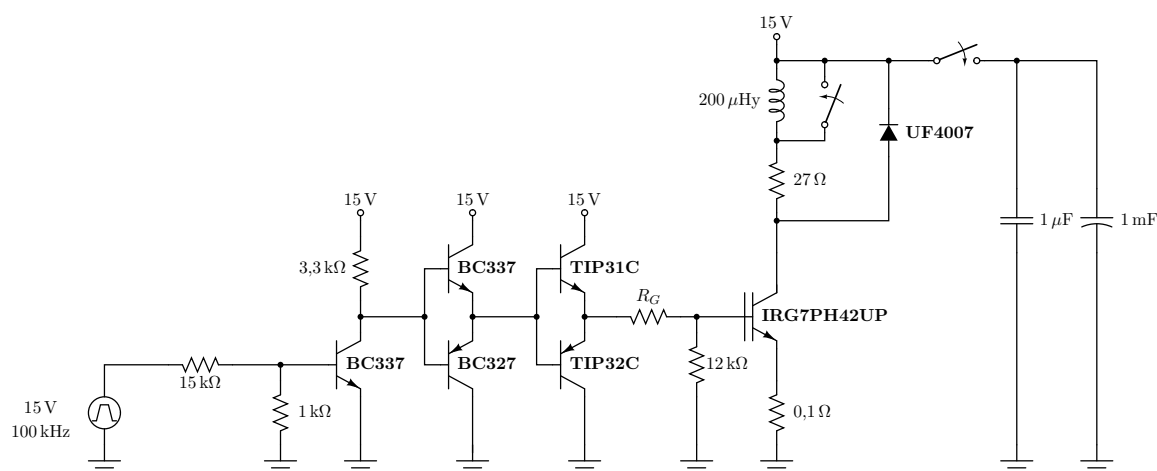 15 V
200 μHy
UF4007
27 Ω
1 μF
1 mF
15 V
15 V
15 V
3,3 kΩ
BC337
TIP31C
R_G
IRG7PH42UP
BC337
BC327
TIP32C
12 kΩ
15 kΩ
1 kΩ
0,1 Ω
15 V
100 kHz